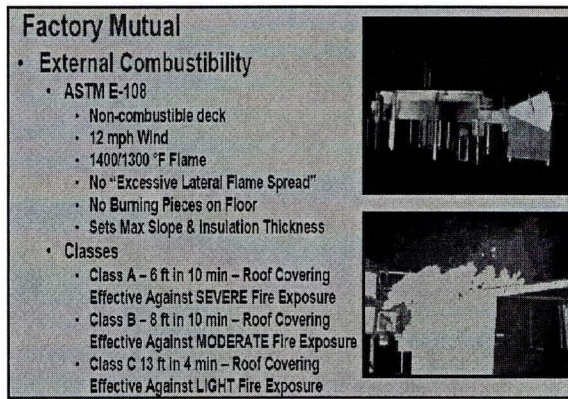 Factory Mutual
• External Combustibility
• ASTM E-108
• Non-combustible deck
• 12 mph Wind
• 1400/1300 °F Flame
• No “Excessive Lateral Flame Spread”
• No Burning Pieces on Floor
• Sets Max Slope & Insulation Thickness
• Classes
• Class A – 6 ft in 10 min – Roof Covering
Effective Against SEVERE Fire Exposure
• Class B – 8 ft in 10 min – Roof Covering
Effective Against MODERATE Fire Exposure
• Class C 13 ft in 4 min – Roof Covering
Effective Against LIGHT Fire Exposure